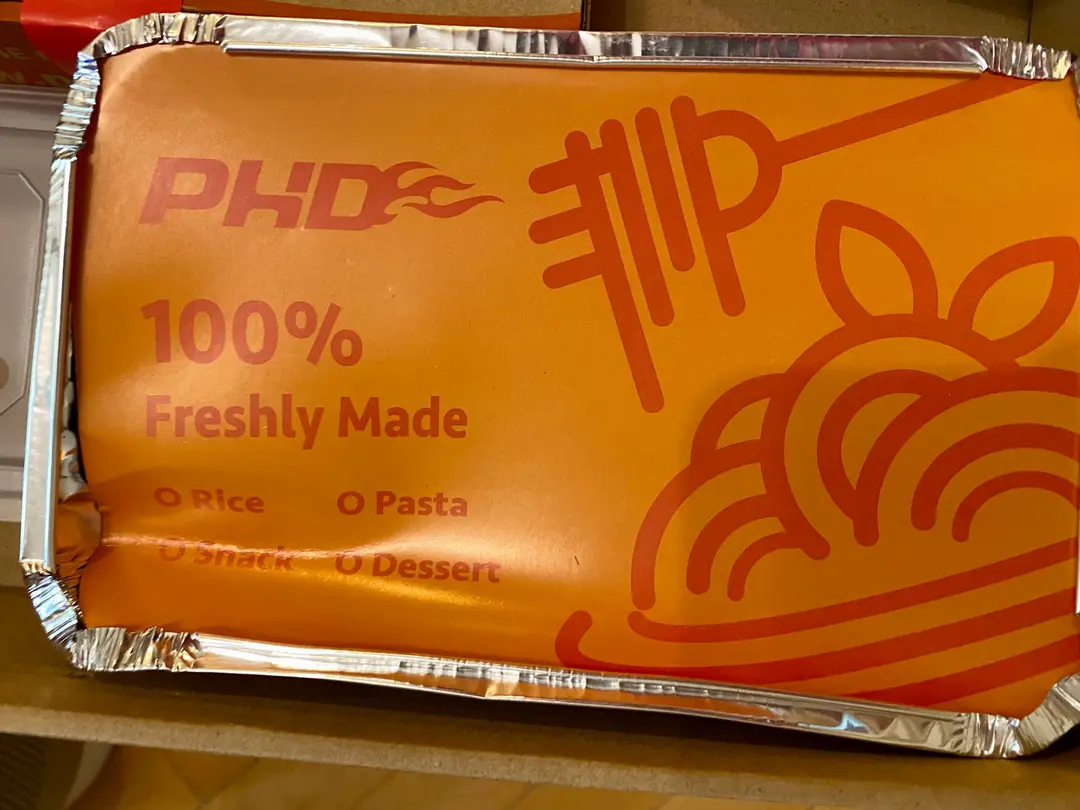 PHD
100%
Freshly Made
O Rice O Pasta
O Snack O Dessert